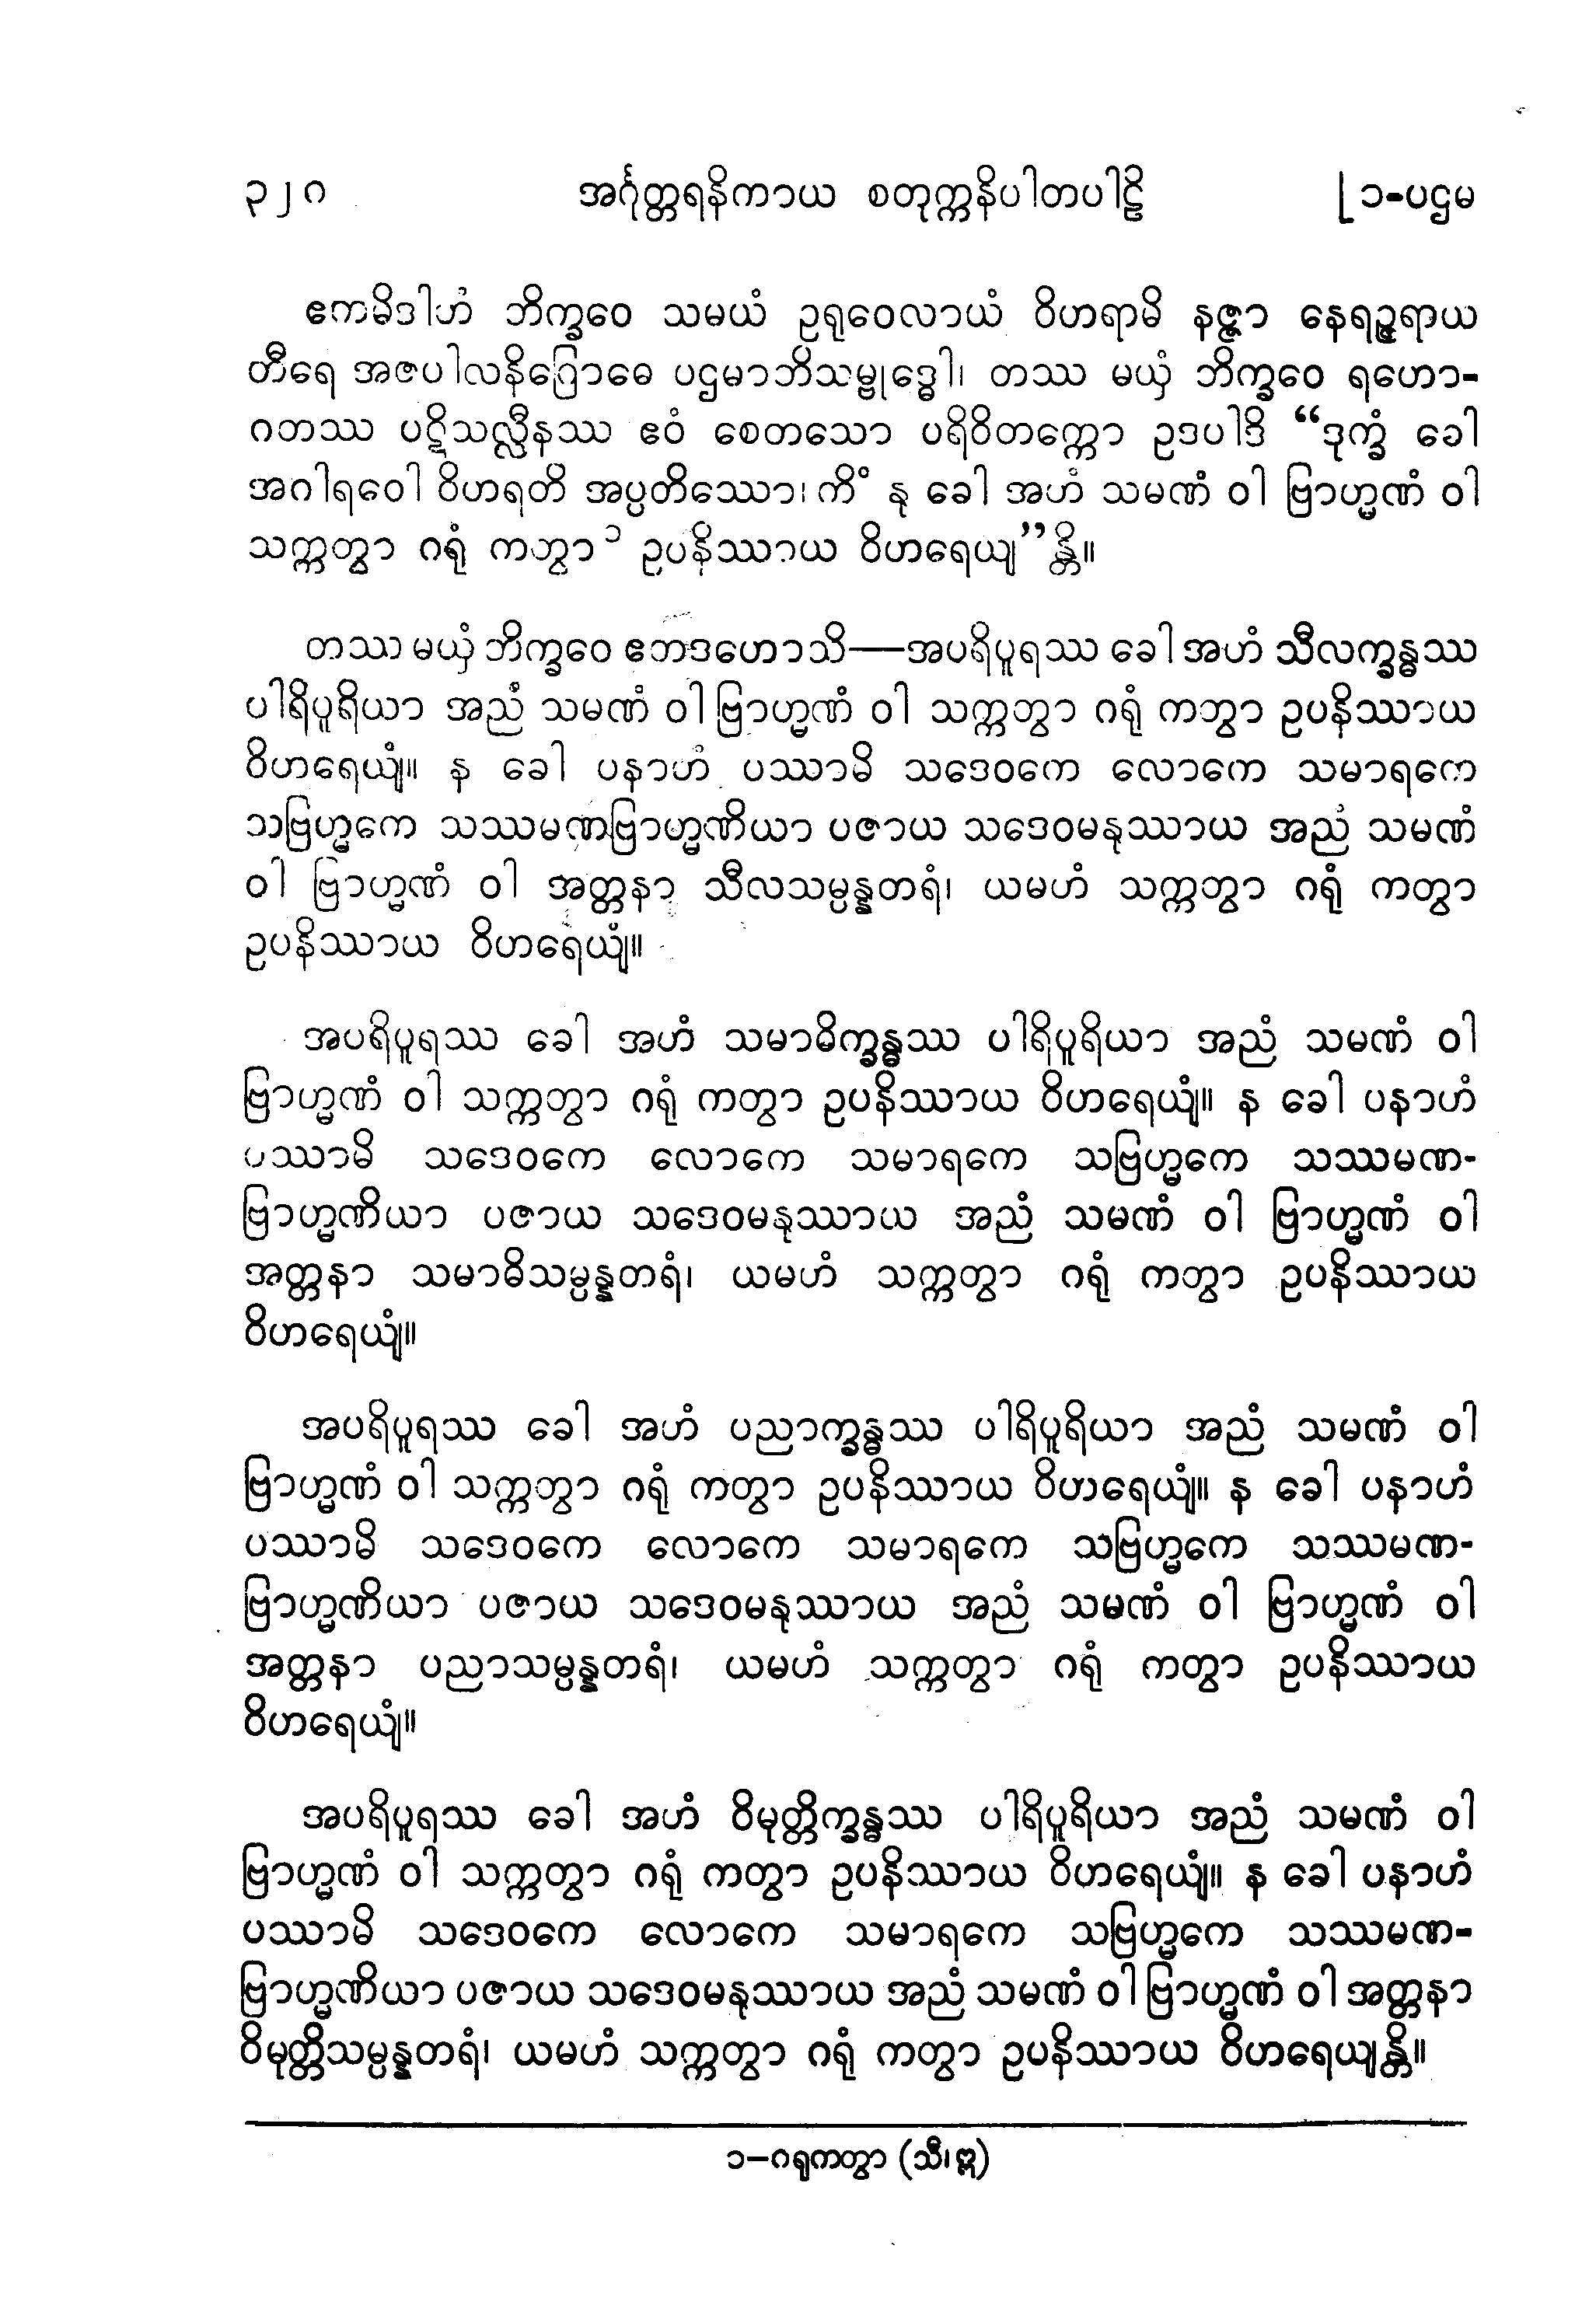 ၃၂၈ အင်္ဂုတ္တရနိကာယ စတုက္ကနိပါတပါဠိ [၁-ပဌမ
ဧကမိဒါဟံ ဘိက္ခဝေ သမယံ ဥရုဝေလာယံ ဝိဟရာမိ နဇ္ဇာ နေရဉ္ဇရာယ
တီရေ အဇပါလနိဂြောဓေ ပဌမာဘိသမ္ဗုဒ္ဓေါ၊ တဿ မယှံ ဘိက္ခဝေ ရဟော-
ဂတဿ ပဋိသလ္လီနဿ ဧဝံ စေတသော ပရိဝိတက္ကော ဥဒပါဒိ “ဒုက္ခံ ခေါ
အဂါရဝေါ ဝိဟရတိ အပ္ပတိဿော၊ ကိံ နု ခေါ အဟံ သမဏံ ဝါ ဗြာဟ္မဏံ ဝါ
သက္ကတွာ ဂရုံ ကတွာ ၁ ဥပနိဿာယ ဝိဟရေယျ”န္တိ။
တဿ မယှံ ဘိက္ခဝေ ဧတဒဟောသိ—အပရိပူရဿ ခေါ အဟံ သီလက္ခန္ဓဿ
ပါရိပူရိယာ အညံ သမဏံ ဝါ ဗြာဟ္မဏံ ဝါ သက္ကတွာ ဂရုံ ကတွာ ဥပနိဿာယ
ဝိဟရေယျံ။ န ခေါ ပနာဟံ ပဿာမိ သဒေဝကေ လောကေ သမာရကေ
သဗြဟ္မကေ သဿမဏဗြာဟ္မဏိယာ ပဇာယ သဒေဝမနုဿာယ အညံ သမဏံ
ဝါ ဗြာဟ္မဏံ ဝါ အတ္တနာ သီလသမ္ပန္နတရံ၊ ယမဟံ သက္ကတွာ ဂရုံ ကတွာ
ဥပနိဿာယ ဝိဟရေယျံ။
အပရိပူရဿ ခေါ အဟံ သမာဓိက္ခန္ဓဿ ပါရိပူရိယာ အညံ သမဏံ ဝါ
ဗြာဟ္မဏံ ဝါ သက္ကတွာ ဂရုံ ကတွာ ဥပနိဿာယ ဝိဟရေယျံ။ န ခေါ ပနာဟံ
ပဿာမိ သဒေဝကေ လောကေ သမာရကေ သဗြဟ္မကေ သဿမဏ-
ဗြာဟ္မဏိယာ ပဇာယ သဒေဝမနုဿာယ အညံ သမဏံ ဝါ ဗြာဟ္မဏံ ဝါ
အတ္တနာ သမာဓိသမ္ပန္နတရံ၊ ယမဟံ သက္ကတွာ ဂရုံ ကတွာ ဥပနိဿာယ
ဝိဟရေယျံ။
အပရိပူရဿ ခေါ အဟံ ပညာက္ခန္ဓဿ ပါရိပူရိယာ အညံ သမဏံ ဝါ
ဗြာဟ္မဏံ ဝါ သက္ကတွာ ဂရုံ ကတွာ ဥပနိဿာယ ဝိဟရေယျံ။ န ခေါ ပနာဟံ
ပဿာမိ သဒေဝကေ လောကေ သမာရကေ သဗြဟ္မကေ သဿမဏ-
ဗြာဟ္မဏိယာ ပဇာယ သဒေဝမနုဿာယ အညံ သမဏံ ဝါ ဗြာဟ္မဏံ ဝါ
အတ္တနာ ပညာသမ္ပန္နတရံ၊ ယမဟံ သက္ကတွာ ဂရုံ ကတွာ ဥပနိဿာယ
ဝိဟရေယျံ။
အပရိပူရဿ ခေါ အဟံ ဝိမုတ္တိက္ခန္ဓဿ ပါရိပူရိယာ အညံ သမဏံ ဝါ
ဗြာဟ္မဏံ ဝါ သက္ကတွာ ဂရုံ ကတွာ ဥပနိဿာယ ဝိဟရေယျံ။ န ခေါ ပနာဟံ
ပဿာမိ သဒေဝကေ လောကေ သမာရကေ သဗြဟ္မကေ သဿမဏ-
ဗြာဟ္မဏိယာ ပဇာယ သဒေဝမနုဿာယ အညံ သမဏံ ဝါ ဗြာဟ္မဏံ ဝါ အတ္တနာ
ဝိမုတ္တိသမ္ပန္နတရံ၊ ယမဟံ သက္ကတွာ ဂရုံ ကတွာ ဥပနိဿာယ ဝိဟရေယျန္တိ။
၁-ဂရုကတွာ (သီ၊ ဣ)